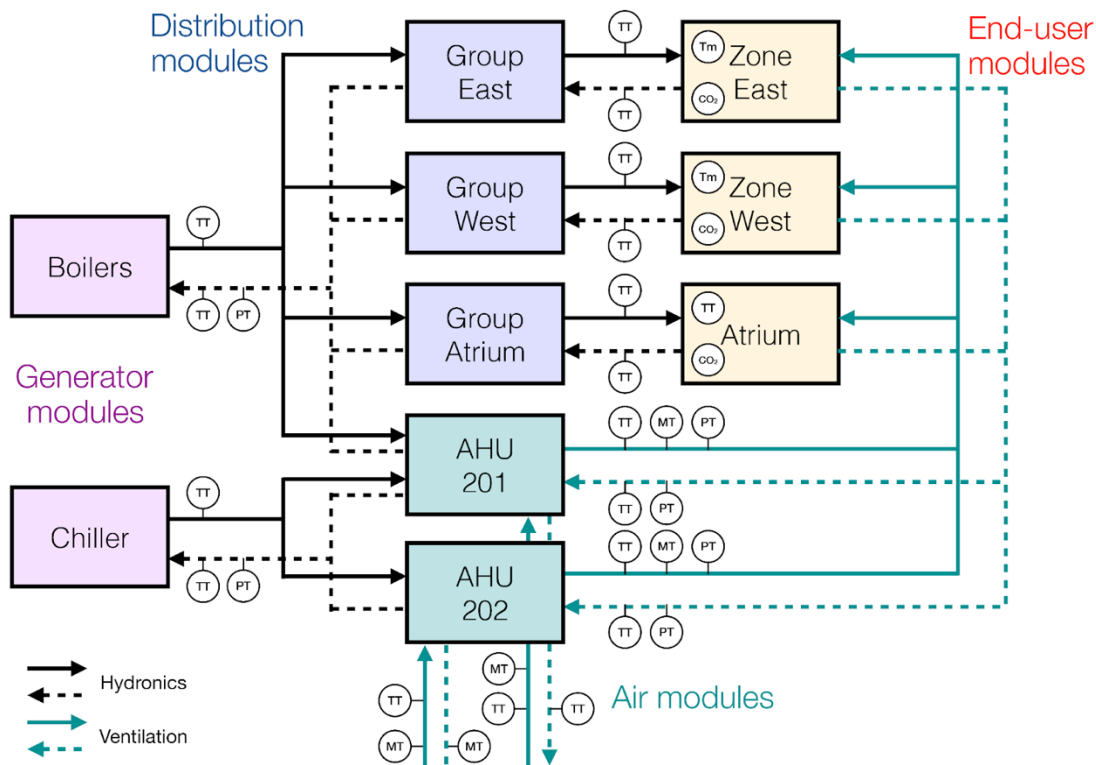 Distribution
modules
End-user
modules
TT
Group
East
Tm
Zone
East
CO₂
TT
TT
Group
West
Tm
Zone
West
CO₂
TT
TT
Boilers
TT
PT
TT
Group
Atrium
TT
Atrium
CO₂
TT
Generator
modules
TT
MT
PT
AHU
201
TT
PT
TT
Chiller
TT
PT
TT
MT
PT
AHU
202
TT
PT
Hydronics
Ventilation
Air modules
TT
MT
MT
MT
TT
TT